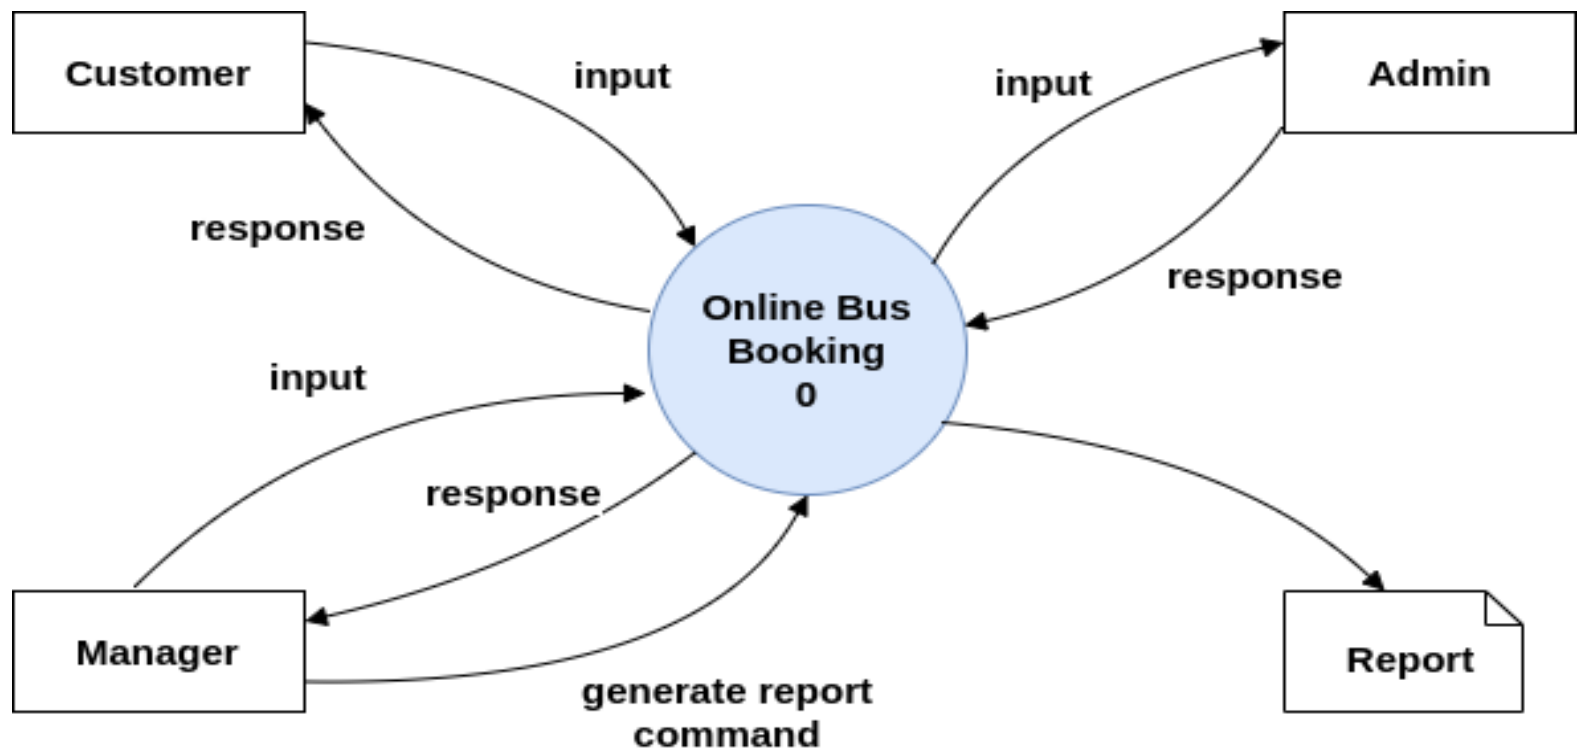 Customer
input
input
Admin
response
response
Online Bus
Booking
0
input
response
Manager
generate report
command
Report